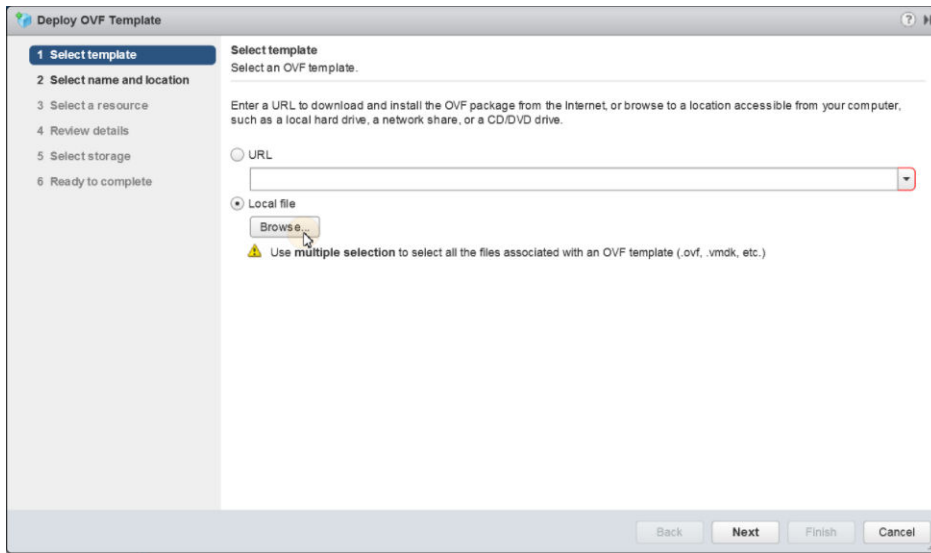 Deploy OVF Template
?
1 Select template
2 Select name and location
3 Select a resource
4 Review details
5 Select storage
6 Ready to complete
Select template
Select an OVF template.
Enter a URL to download and install the OVF package from the Internet, or browse to a location accessible from your computer,
such as a local hard drive, a network share, or a CD/DVD drive.
URL
Local file
Browse...
Use multiple selection to select all the files associated with an OVF template (.ovf, .vmdk, etc.)
Back Next Finish Cancel